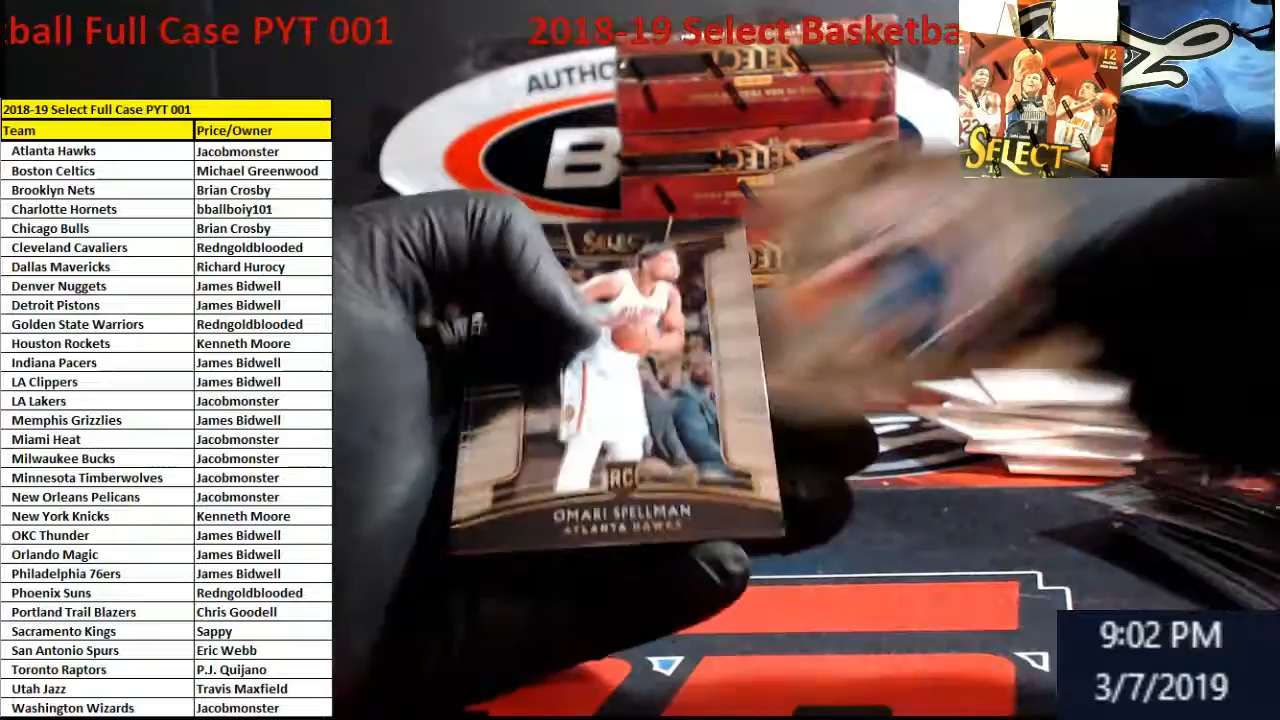 ball Full Case PYT 001 2018-19 Select Basketba
12
SELECT
AUTHO
B
SELECT
SELECT
2018-19 Select Full Case PYT 001
Team Price/Owner
Atlanta Hawks Jacobmonster
Boston Celtics Michael Greenwood
Brooklyn Nets Brian Crosby
Charlotte Hornets bballboiy101
Chicago Bulls Brian Crosby
Cleveland Cavaliers Redngoldblooded
Dallas Mavericks Richard Hurocy
Denver Nuggets James Bidwell
Detroit Pistons James Bidwell
Golden State Warriors Redngoldblooded
Houston Rockets Kenneth Moore
Indiana Pacers James Bidwell
LA Clippers James Bidwell
LA Lakers Jacobmonster
Memphis Grizzlies James Bidwell
Miami Heat Jacobmonster
Milwaukee Bucks Jacobmonster
Minnesota Timberwolves Jacobmonster
New Orleans Pelicans Jacobmonster
New York Knicks Kenneth Moore
OKC Thunder James Bidwell
Orlando Magic James Bidwell
Philadelphia 76ers James Bidwell
Phoenix Suns Redngoldblooded
Portland Trail Blazers Chris Goodell
Sacramento Kings Sappy
San Antonio Spurs Eric Webb
Toronto Raptors P.J. Quijano
Utah Jazz Travis Maxfield
Washington Wizards Jacobmonster
SELECT
RC
OMARI SPELLMAN
ATLANTA HAWKS
9:02 PM
3/7/2019